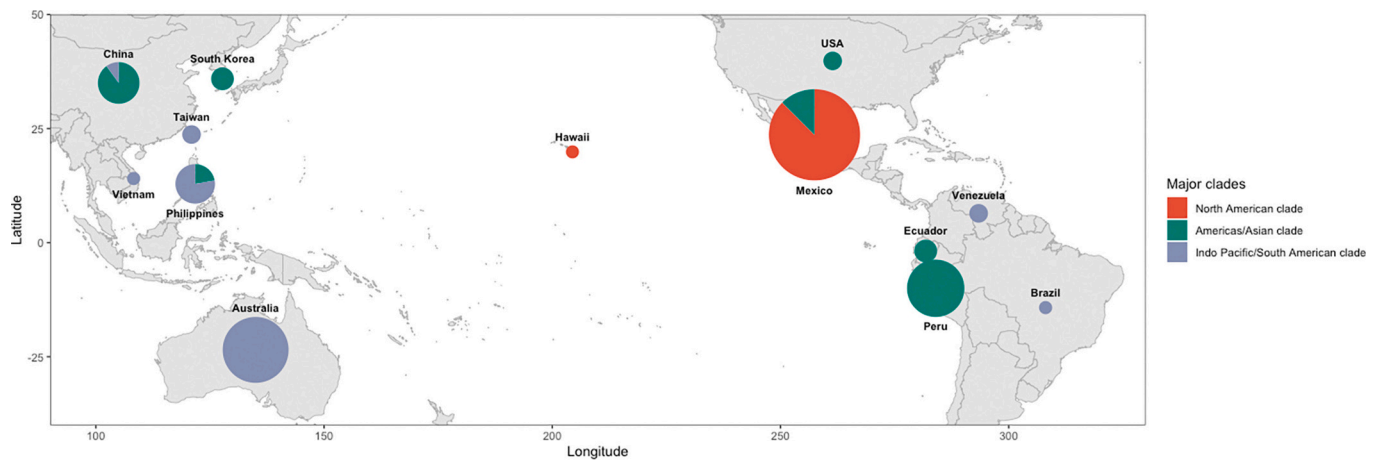 50
25
0
-25
Latitude
100
150
200
250
300
Longitude
China
South Korea
USA
Taiwan
Hawaii
Vietnam
Philippines
Mexico
Venezuela
Ecuador
Brazil
Australia
Peru
Major clades
North American clade
Americas/Asian clade
Indo Pacific/South American clade